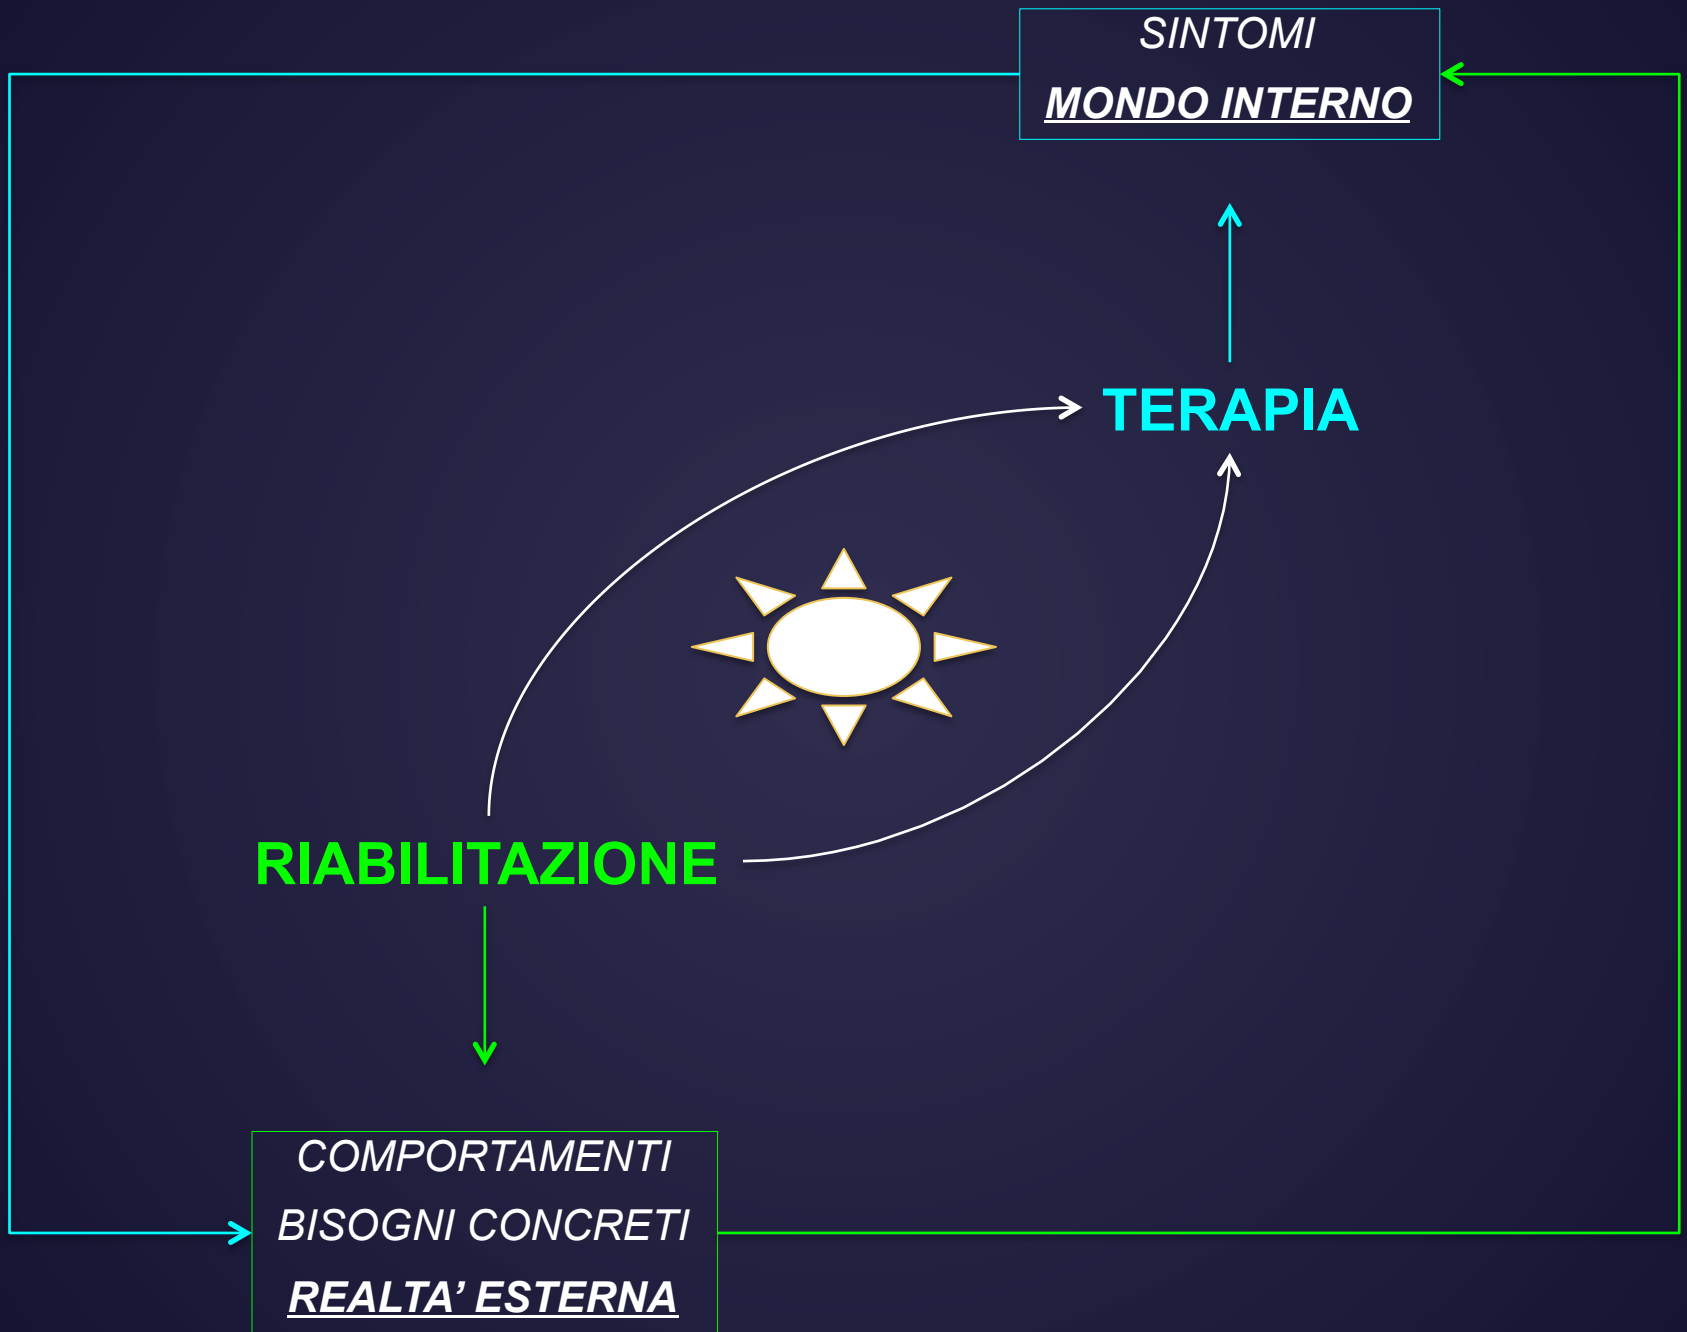 SINTOMI
MONDO INTERNO
TERAPIA
RIABILITAZIONE
COMPORTAMENTI
BISOGNI CONCRETI
REALTA’ ESTERNA